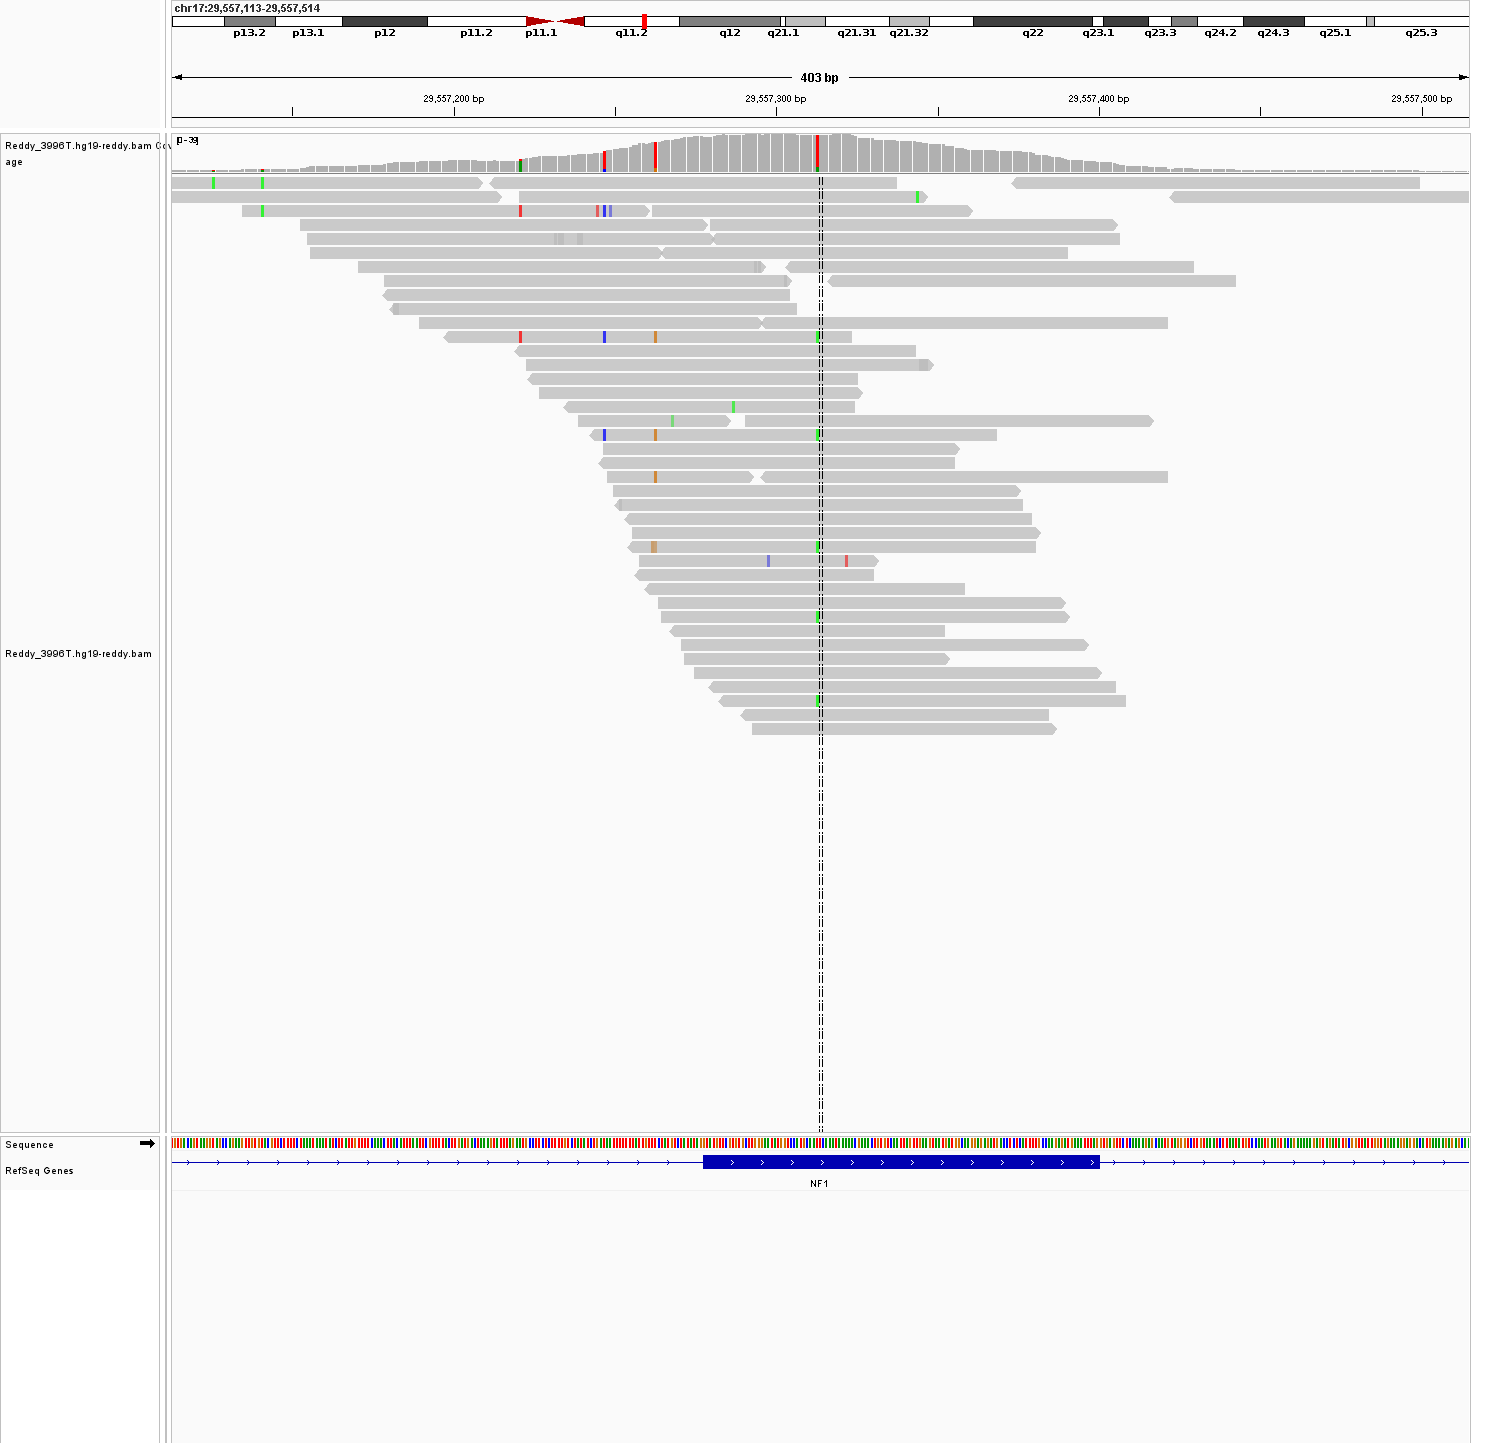 chr17:29,557,113-29,557,514
p13.2 p13.1 p12 p11.2 p11.1 q11.2 q12 q21.1 q21.31 q21.32 q22 q23.1 q23.3 q24.2 q24.3 q25.1 q25.3
403 bp
29,557,200 bp 29,557,300 bp 29,557,400 bp 29,557,500 bp
Reddy_3996T.hg19-reddy.bam Cov
age
[0-39]
Reddy_3996T.hg19-reddy.bam
Sequence
RefSeq Genes
NF1